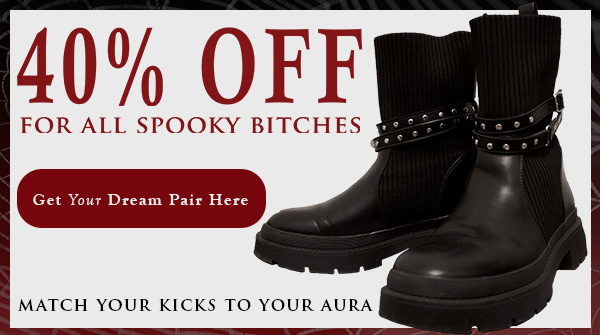 40% OFF
FOR ALL SPOOKY BITCHES
Get Your Dream Pair Here
MATCH YOUR KICKS TO YOUR AURA